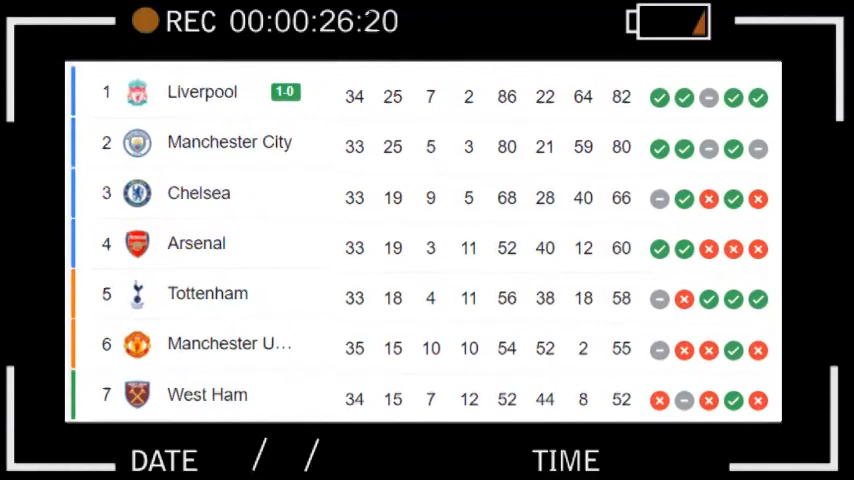 REC 00:00:26:20
1 Liverpool 1-0 34 25 7 2 86 22 64 82
2 Manchester City 33 25 5 3 80 21 59 80
3 Chelsea 33 19 9 5 68 28 40 66
4 Arsenal 33 19 3 11 52 40 12 60
5 Tottenham 33 18 4 11 56 38 18 58
6 Manchester U... 35 15 10 10 54 52 2 55
7 West Ham 34 15 7 12 52 44 8 52
DATE / / TIME